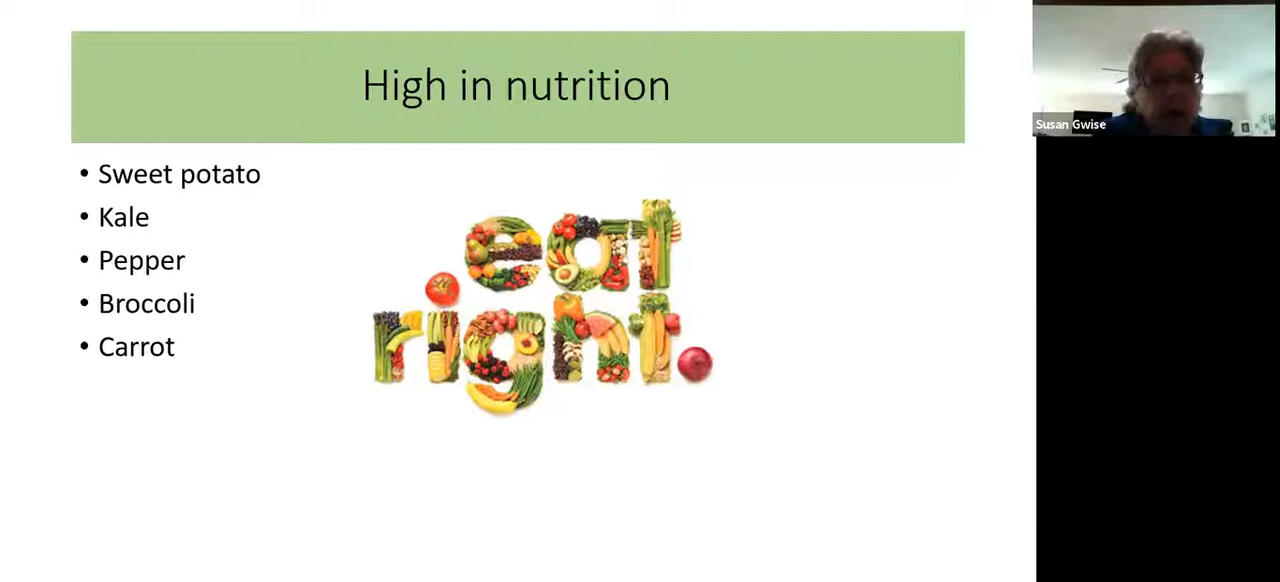 High in nutrition
• Sweet potato
• Kale
• Pepper
• Broccoli
• Carrot
eat
right.
Susan Gwise